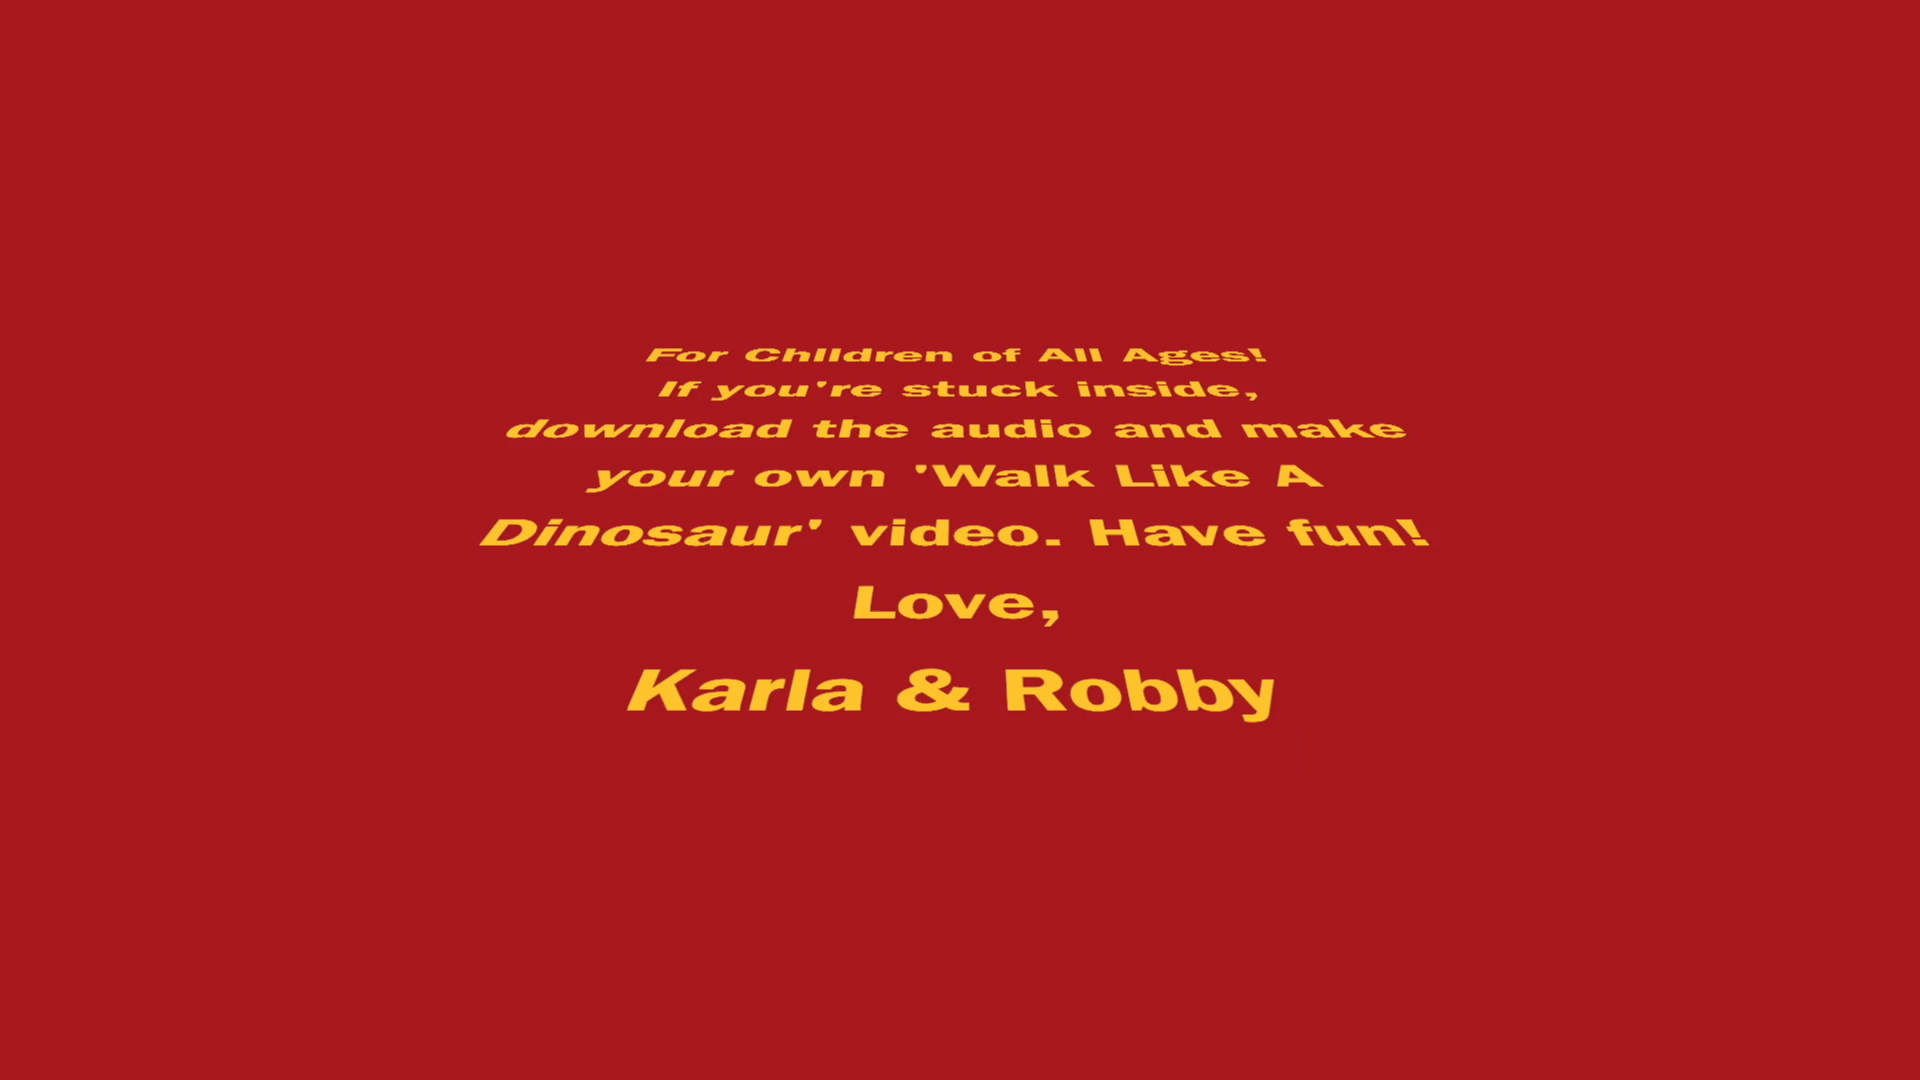 For Children of All Ages!
If you're stuck inside,
download the audio and make
your own 'Walk Like A
Dinosaur' video. Have fun!
Love,
Karla & Robby